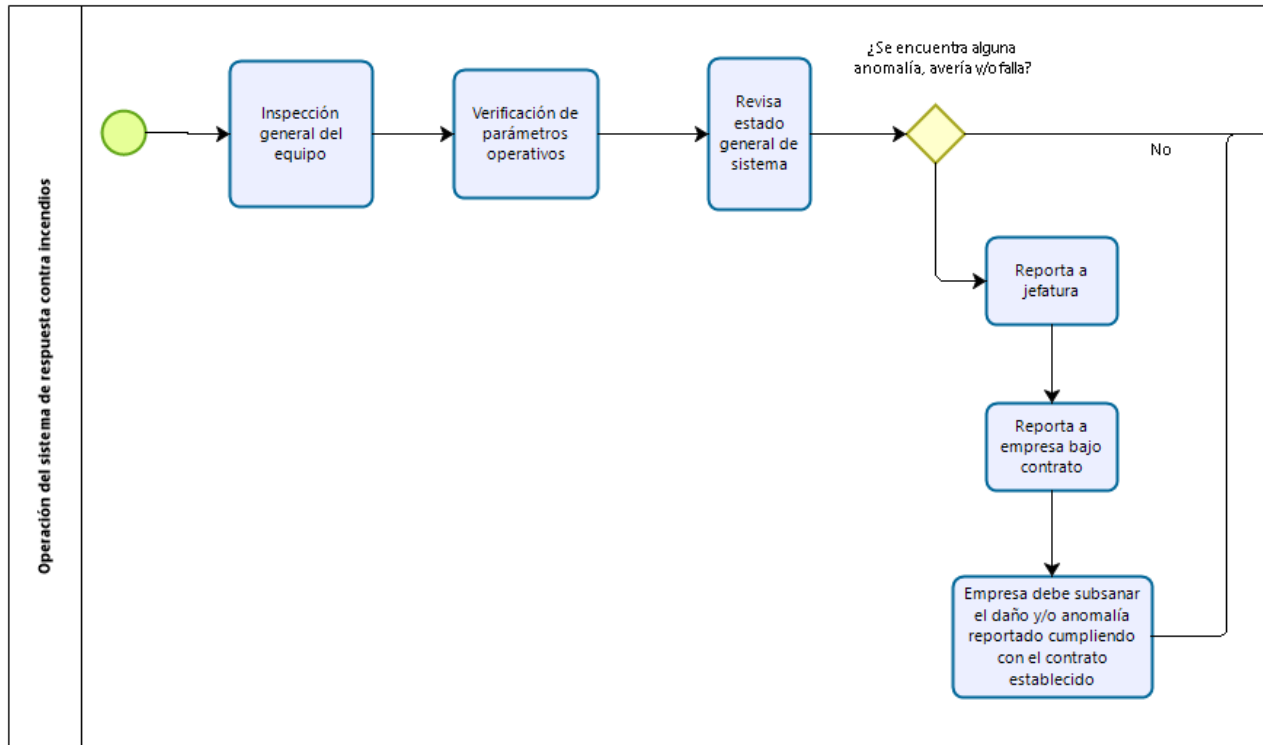 Operación del sistema de respuesta contra incendios
Inspección
general del
equipo
Verificación de
parámetros
operativos
Revisa
estado
general de
sistema
¿Se encuentra alguna
anomalía, avería y/o falla?
No
Reporta a
jefatura
Reporta a
empresa bajo
contrato
Empresa debe subsanar
el daño y/o anomalía
reportado cumpliendo
con el contrato
establecido